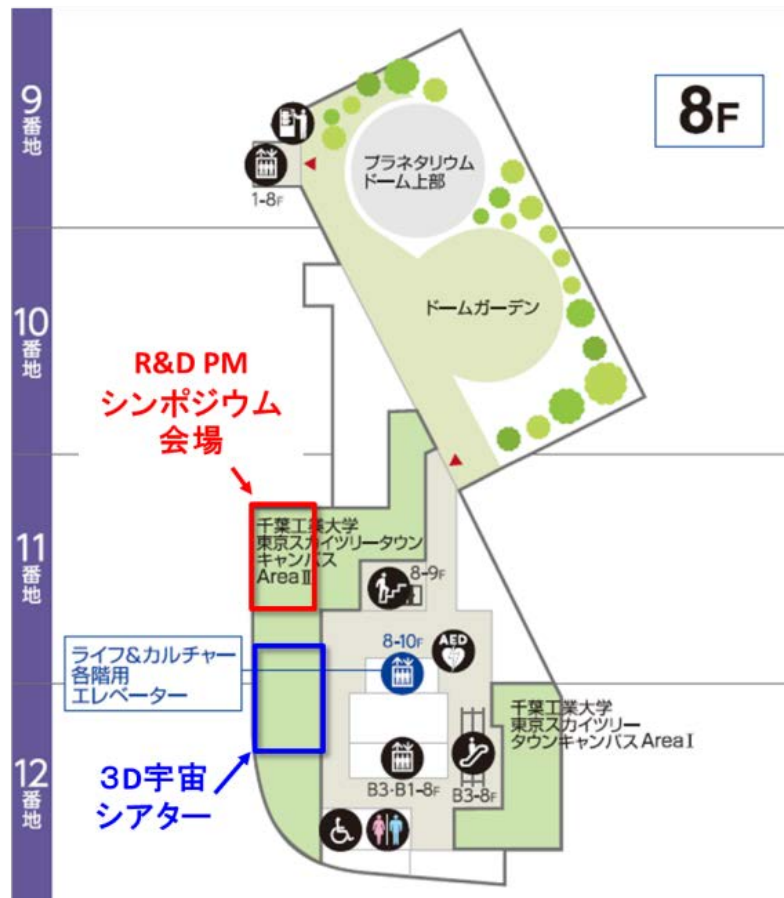 8F
9
番
地
1-8F
プラネタリウム
ドーム上部
10
番
地
ドームガーデン
R&D PM
シンポジウム
会場
11
番
地
千葉工業大学
東京スカイツリータウン
キャンパス
AreaⅡ
8-9F
8-10F
AED
ライフ&カルチャー
各階用
エレベーター
千葉工業大学
東京スカイツリー
タウンキャンパス AreaⅠ
12
番
地
3D宇宙
シアター
B3・B1-8F
B3-8F